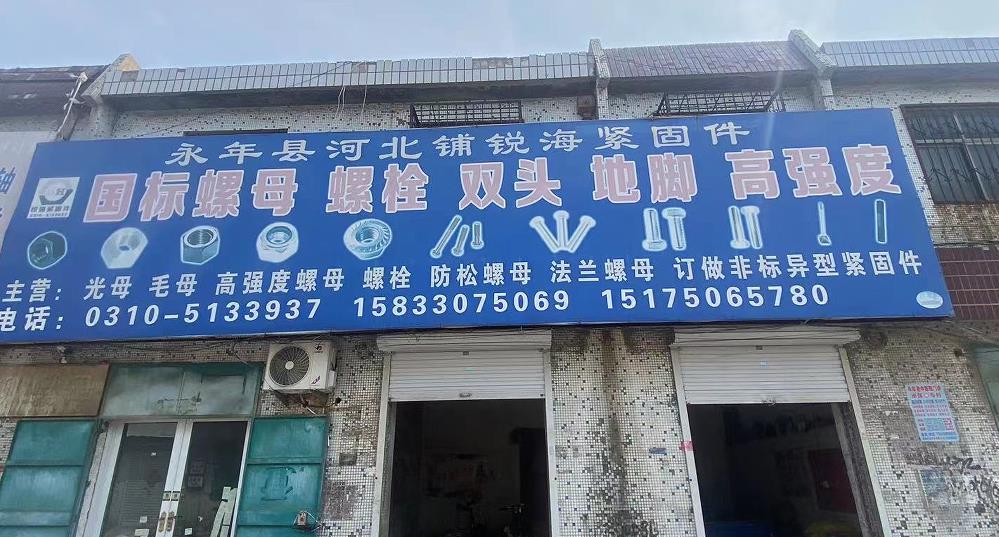 永年县河北铺锐海紧固件
国标螺母 螺栓 双头 地脚 高强度
主营：光母 毛母 高强度螺母 螺栓 防松螺母 法兰螺母 订做非标异型紧固件
电话：0310-5133937 15833075069 15175065780